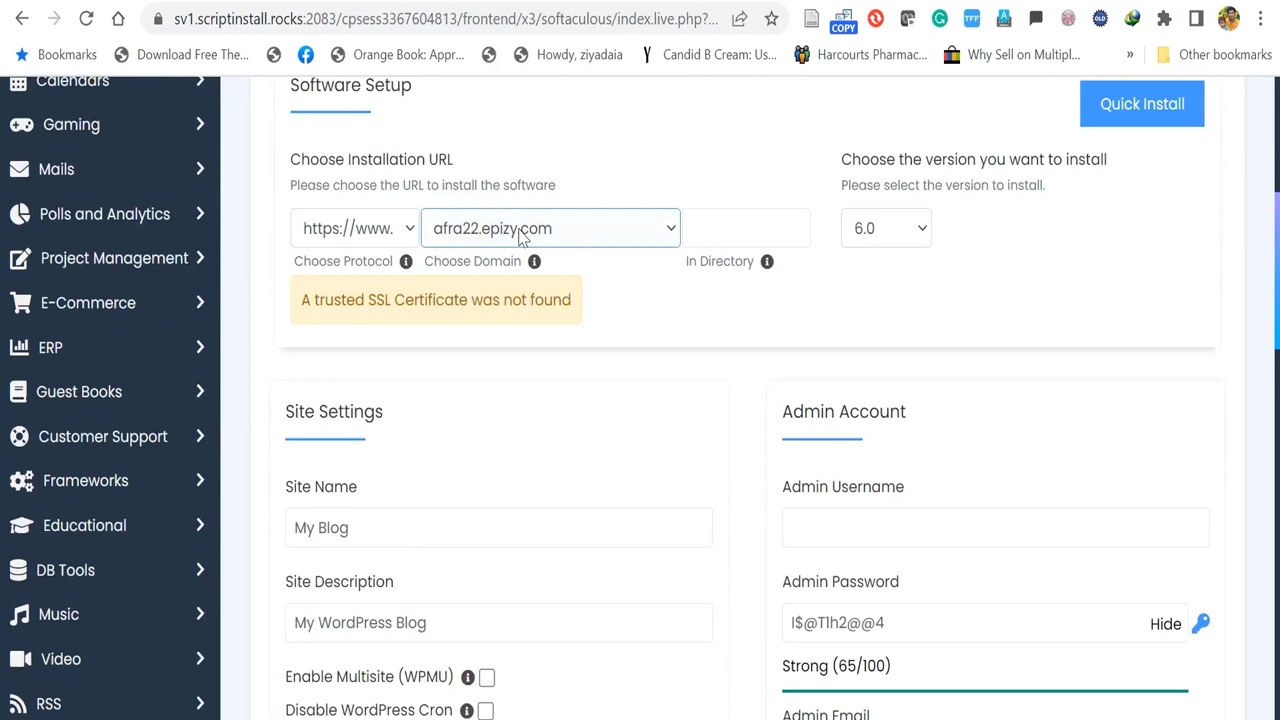 sv1.scriptinstall.rocks:2083/cpsess3367604813/frontend/x3/softaculous/index.live.php?...
COPY
TFF
OLD
Bookmarks
Download Free The...
Orange Book: Appr...
Howdy, ziyadaia
Candid B Cream: Us...
Harcourts Pharmac...
Why Sell on Multipl...
»
Other bookmarks
Calendars
Gaming
Mails
Polls and Analytics
Project Management
E-Commerce
ERP
Guest Books
Customer Support
Frameworks
Educational
DB Tools
Music
Video
RSS
Software Setup
Quick Install
Choose Installation URL
Please choose the URL to install the software
https://www.
afra22.epizy.com
Choose Protocol
Choose Domain
In Directory
A trusted SSL Certificate was not found
Choose the version you want to install
Please select the version to install.
6.0
Site Settings
Site Name
My Blog
Site Description
My WordPress Blog
Enable Multisite (WPMU)
Disable WordPress Cron
Admin Account
Admin Username
Admin Password
I$@T1h2@@4
Hide
Strong (65/100)
Admin Email